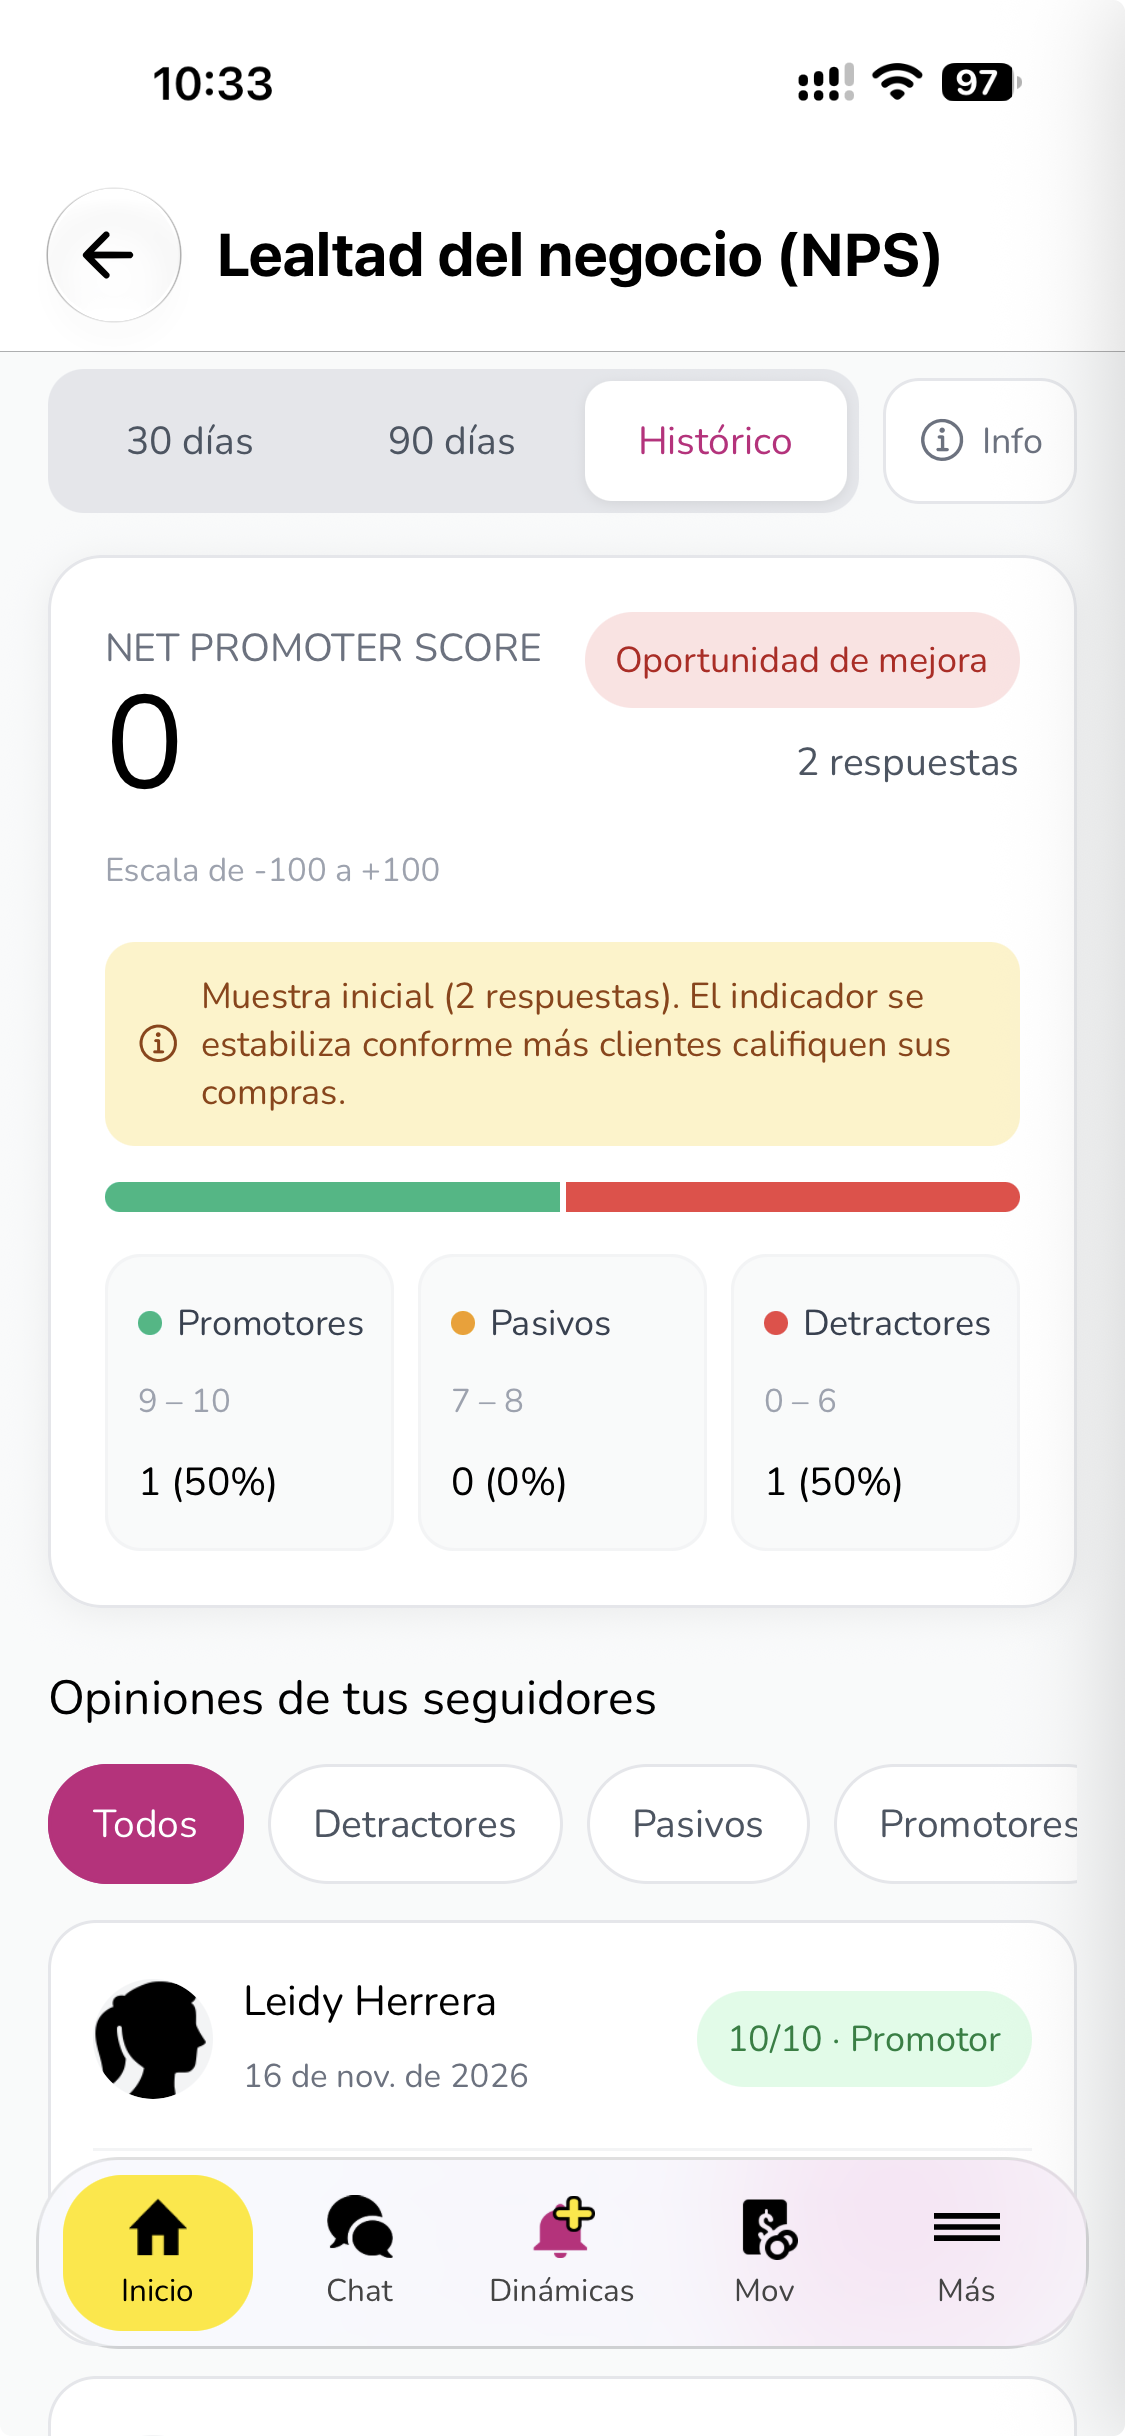 10:33
97
Lealtad del negocio (NPS)
30 días
90 días
Histórico
Info
NET PROMOTER SCORE
Oportunidad de mejora
0
2 respuestas
Escala de -100 a +100
Muestra inicial (2 respuestas). El indicador se
estabiliza conforme más clientes califiquen sus
compras.
Promotores
9 – 10
1 (50%)
Pasivos
7 – 8
0 (0%)
Detractores
0 – 6
1 (50%)
Opiniones de tus seguidores
Todos
Detractores
Pasivos
Promotores
Leidy Herrera
10/10 · Promotor
16 de nov. de 2026
Inicio
Chat
Dinámicas
Mov
Más